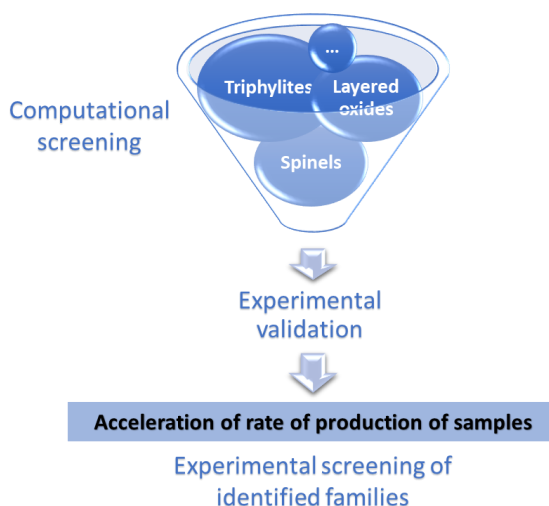 ...
Triphylites
Layered
oxides
Computational
screening
Spinels
Experimental
validation
Acceleration of rate of production of samples
Experimental screening of
identified families